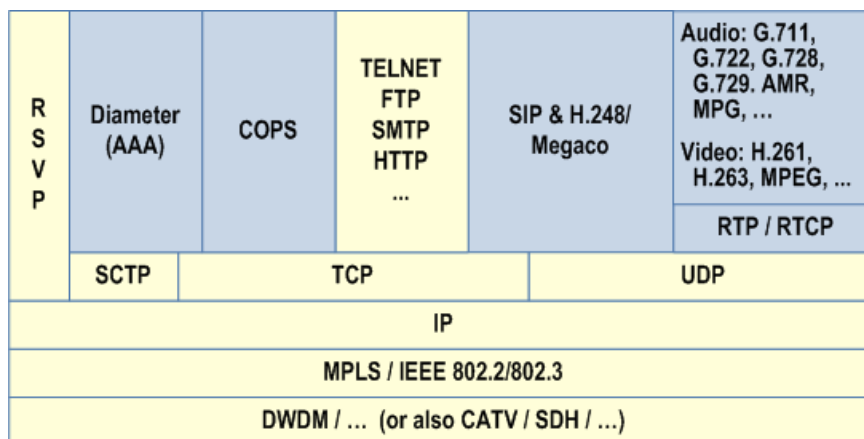 R
S
V
P
Diameter
(AAA)
COPS
TELNET
FTP
SMTP
HTTP
...
SIP & H.248/
Megaco
Audio: G.711,
G.722, G.728,
G.729. AMR,
MPG, ...
Video: H.261,
H.263, MPEG, ...
RTP / RTCP
SCTP
TCP
UDP
IP
MPLS / IEEE 802.2/802.3
DWDM / ... (or also CATV / SDH / ...)